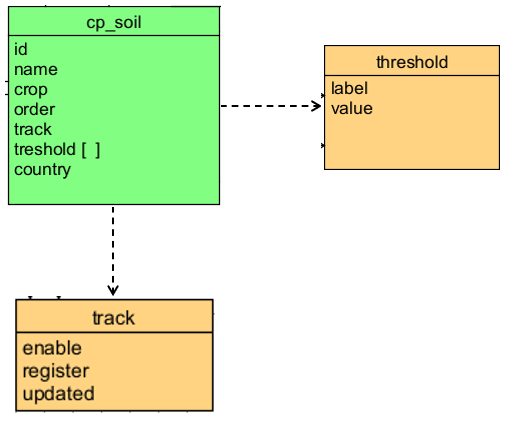 cp_soil
id
name
crop
order
track
treshold [  ]
country
threshold
label
value
track
enable
register
updated